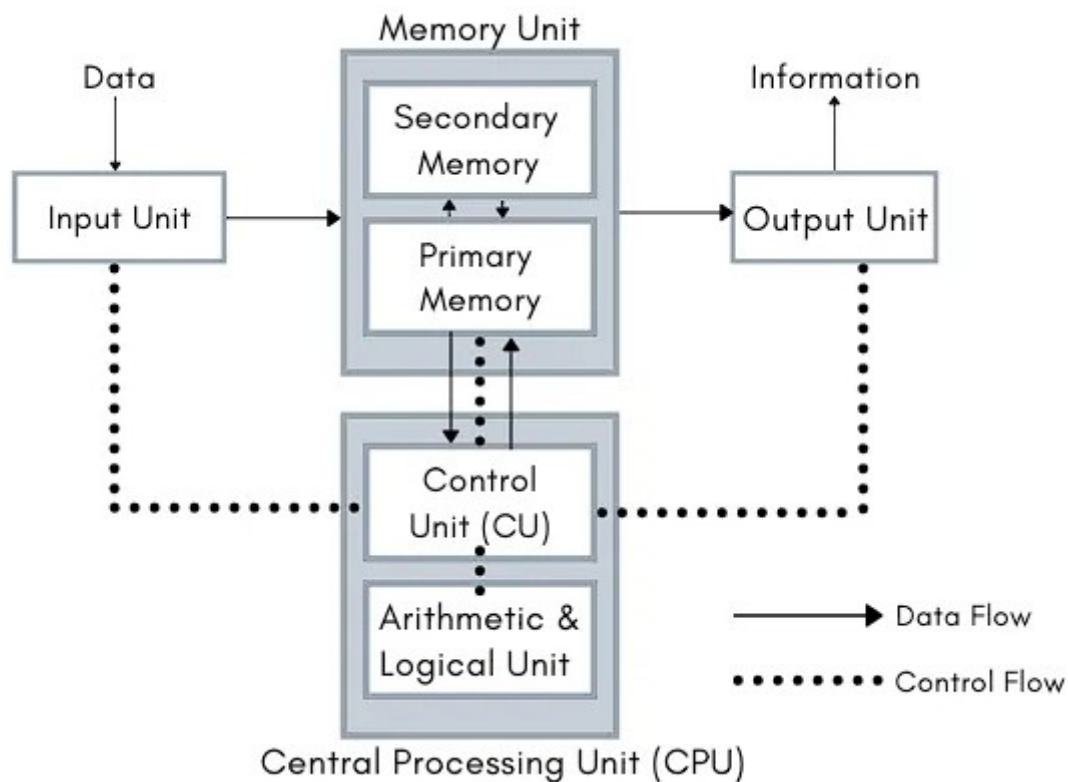 Memory Unit
Data
Information
Secondary
Memory
Input Unit
Output Unit
Primary
Memory
Control
Unit (CU)
Arithmetic &
Logical Unit
Data Flow
Control Flow
Central Processing Unit (CPU)